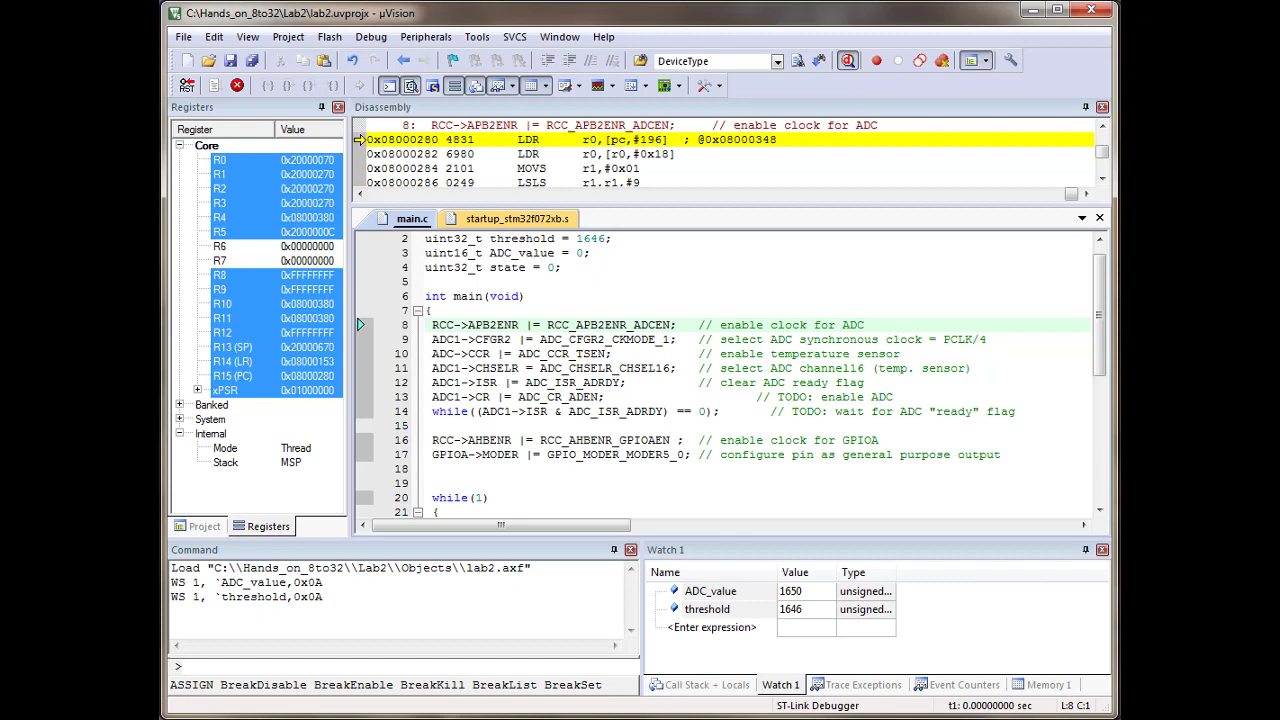 C:\Hands_on_8to32\Lab2\lab2.uvprojx - µVision
File Edit View Project Flash Debug Peripherals Tools SVCS Window Help
DeviceType
RST
Registers
Register Value
Core
R0 0x20000070
R1 0x20000270
R2 0x20000270
R3 0x20000270
R4 0x08000380
R5 0x2000000C
R6 0x00000000
R7 0x00000000
R8 0xFFFFFFFF
R9 0xFFFFFFFF
R10 0x08000380
R11 0x08000380
R12 0xFFFFFFFF
R13 (SP) 0x20000670
R14 (LR) 0x08000153
R15 (PC) 0x08000280
xPSR 0x01000000
Banked
System
Internal
Mode Thread
Stack MSP
Project Registers
Disassembly
8: RCC->APB2ENR |= RCC_APB2ENR_ADCEN; // enable clock for ADC
0x08000280 4831 LDR r0,[pc,#196] ; @0x08000348
0x08000282 6980 LDR r0,[r0,#0x18]
0x08000284 2101 MOVS r1,#0x01
0x08000286 0249 LSLS r1,r1,#9
main.c startup_stm32f072xb.s
2 uint32_t threshold = 1646;
3 uint16_t ADC_value = 0;
4 uint32_t state = 0;
5
6 int main(void)
7 {
8 RCC->APB2ENR |= RCC_APB2ENR_ADCEN; // enable clock for ADC
9 ADC1->CFGR2 |= ADC_CFGR2_CKMODE_1; // select ADC synchronous clock = PCLK/4
10 ADC->CCR |= ADC_CCR_TSEN; // enable temperature sensor
11 ADC1->CHSELR = ADC_CHSELR_CHSEL16; // select ADC channel16 (temp. sensor)
12 ADC1->ISR |= ADC_ISR_ADRDY; // clear ADC ready flag
13 ADC1->CR |= ADC_CR_ADEN; // TODO: enable ADC
14 while((ADC1->ISR & ADC_ISR_ADRDY) == 0); // TODO: wait for ADC "ready" flag
15
16 RCC->AHBENR |= RCC_AHBENR_GPIOAEN ; // enable clock for GPIOA
17 GPIOA->MODER |= GPIO_MODER_MODER5_0; // configure pin as general purpose output
18
19
20 while(1)
21 {
Command
Load "C:\\Hands_on_8to32\\Lab2\\Objects\\lab2.axf"
WS 1, `ADC_value,0x0A
WS 1, `threshold,0x0A
>
ASSIGN BreakDisable BreakEnable BreakKill BreakList BreakSet
Watch 1
Name Value Type
ADC_value 1650 unsigned...
threshold 1646 unsigned...
<Enter expression>
Call Stack + Locals Watch 1 Trace Exceptions Event Counters Memory 1
ST-Link Debugger t1: 0.00000000 sec L:8 C:1